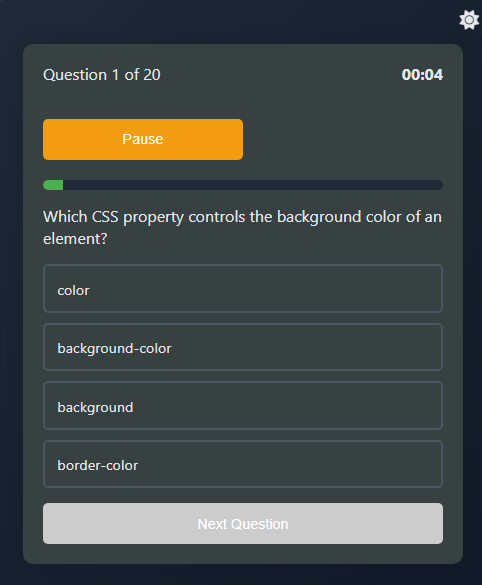 Question 1 of 20
00:04
Pause
Which CSS property controls the background color of an
element?
color
background-color
background
border-color
Next Question